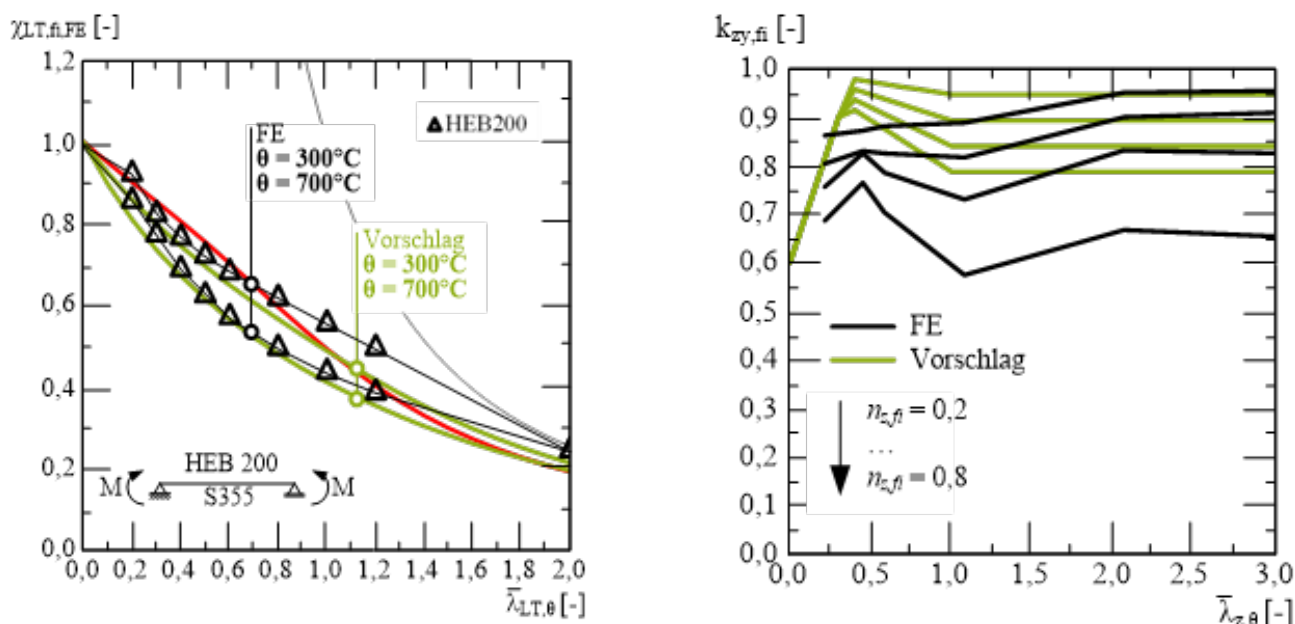 χLT,fi,FE [-]
1,2
1,0
0,8
0,6
0,4
0,2
0,0
0,0 0,2 0,4 0,6 0,8 1,0 1,2 1,4 1,6 1,8 2,0
λ̅LT,θ [-]
HEB200
FE
θ = 300°C
θ = 700°C
Vorschlag
θ = 300°C
θ = 700°C
HEB 200
M S355 M
kzy,fi [-]
1,0
0,9
0,8
0,7
0,6
0,5
0,4
0,3
0,2
0,1
0,0
0,0 0,5 1,0 1,5 2,0 2,5 3,0
λ̅z,θ [-]
FE
Vorschlag
nz,fi = 0,2
...
nz,fi = 0,8